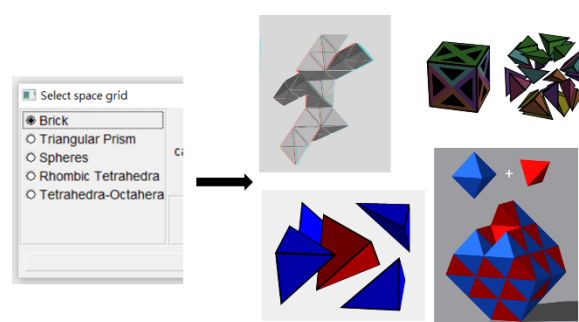 Select space grid
Brick
Triangular Prism
Spheres
Rhombic Tetrahedra
Tetrahedra-Octahera
+